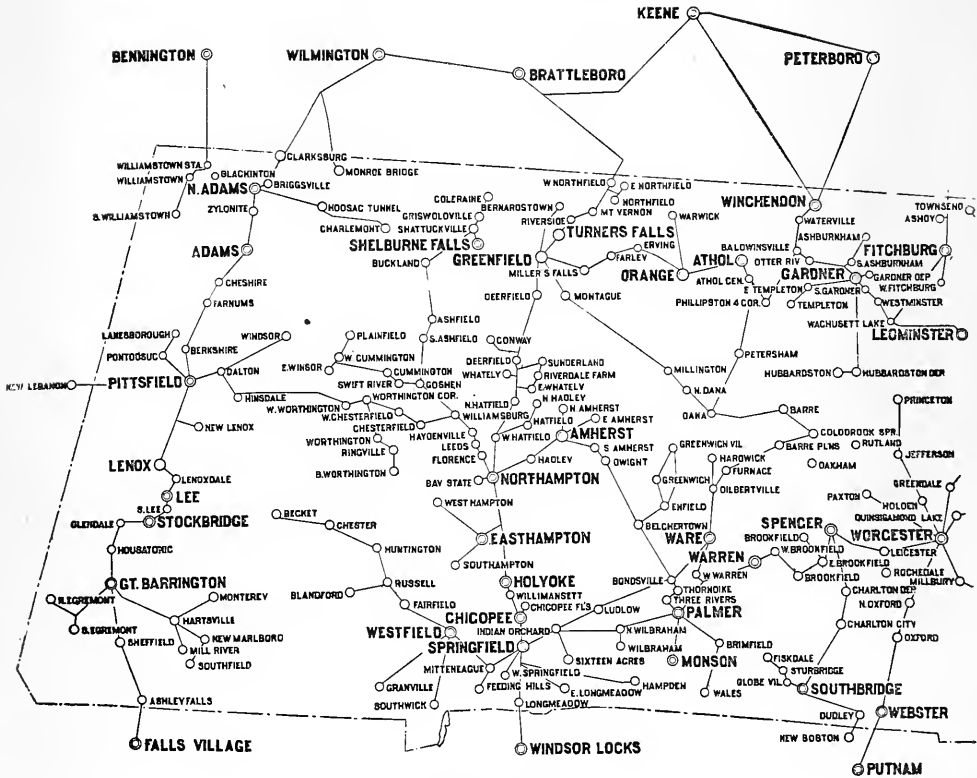 KEENE
BENNINGTON
WILMINGTON
BRATTLEBORO
PETERBORO
CLARKSBURG
WILLIAMSTOWN STA.
BLACKINTON
WILLIAMSTOWN
N. ADAMS
BRIGGSVILLE
MONROE BRIDGE
W. NORTHFIELD
E NORTHFIELD
NORTHFIELD
COLERAINE
BERNARDSTOWN
MT VERNON
WINCHENDON
TOWNSEND
ASHBY
S. WILLIAMSTOWN
ZYLONITE
HOOSAC TUNNEL
CHARLEMONT
GRISWOLDVILLE
SHATTUCKVILLE
RIVERSIDE
WARWICK
WATERVILLE
ADAMS
SHELBURNE FALLS
TURNERS FALLS
ASHBURNHAM
FITCHBURG
BUCKLAND
GREENFIELD
ERVING
FARLEY
ATHOL
BALDWINSVILLE
OTTER RIV
S. ASHBURNHAM
MILLER S FALLS
ORANGE
ATHOL CEN.
GARDNER
GARDNER DEP
W. FITCHBURG
CHESHIRE
DEERFIELD
MONTAGUE
E TEMPLETON
S. GARDNER
FARNUMS
PHILLIPSTON 4 COR.
TEMPLETON
WESTMINSTER
ASHFIELD
WACHUSETT LAKE
LEOMINSTER
LANESBOROUGH
WINDSOR
PLAINFIELD
S. ASHFIELD
CONWAY
PONTOOSUC
BERKSHIRE
W. CUMMINGTON
DEERFIELD
SUNDERLAND
PETERSHAM
DALTON
E. WINSOR
CUMMINGTON
WHATELY
RIVERDALE FARM
MILLINGTON
HUBBARDSTON
HUBBARDSTON DEP
LEBANON
PITTSFIELD
SWIFT RIVER
GOSHEN
E. WHATELY
N. DANA
HINSDALE
WORTHINGTON COR.
N. HATFIELD
N HADLEY
PRINCETON
W. WORTHINGTON
W. CHESTERFIELD
WILLIAMSBURG
N AMHERST
DANA
BARRE
NEW LENOX
CHESTERFIELD
HATFIELD
E AMHERST
COLDBROOK SPR.
WORTHINGTON
HAYDENVILLE
W. HATFIELD
AMHERST
RINGVILLE
LEEDS
S AMHERST
GREENWICH VIL
HARDWICK
BARRE PLNS
RUTLAND
JEFFERSON
LENOX
FLORENCE
HADLEY
DWIGHT
FURNACE
OAKHAM
B. WORTHINGTON
LENOXDALE
BAY STATE
NORTHAMPTON
GREENWICH
GILBERTVILLE
GREENDALE
LEE
S. LEE
WEST HAMPTON
ENFIELD
PAXTON
HOLDEN
GLENDALE
STOCKBRIDGE
BECKET
CHESTER
BELCHERTOWN
SPENCER
QUINSIGAMOND LAKE
EASTHAMPTON
WARE
BROOKFIELD
WORCESTER
HOUSATONIC
HUNTINGTON
WARREN
W. BROOKFIELD
LEICESTER
SOUTHAMPTON
E. BROOKFIELD
GT. BARRINGTON
RUSSELL
HOLYOKE
BONDSVILLE
W. WARREN
BROOKFIELD
ROCHEDALE
MILLBURY
BLANDFORD
WILLIMANSETT
THORNDIKE
CHARLTON DEP
N. EGREMONT
MONTEREY
FAIRFIELD
CHICOPEE FLS
THREE RIVERS
N. OXFORD
CHICOPEE
LUDLOW
PALMER
S. EGREMONT
HARTSVILLE
WESTFIELD
INDIAN ORCHARD
N. WILBRAHAM
CHARLTON CITY
OXFORD
SHEFFIELD
NEW MARLBORO
SPRINGFIELD
WILBRAHAM
BRIMFIELD
MILL RIVER
MITTENEAGUE
SIXTEEN ACRES
MONSON
FISKDALE
SOUTHFIELD
W. SPRINGFIELD
STURBRIDGE
GRANVILLE
FEEDING HILLS
HAMPDEN
GLOBE VIL.
SOUTHBRIDGE
ASHLEY FALLS
SOUTHWICK
E. LONGMEADOW
WALES
LONGMEADOW
DUDLEY
WEBSTER
FALLS VILLAGE
WINDSOR LOCKS
NEW BOSTON
PUTNAM